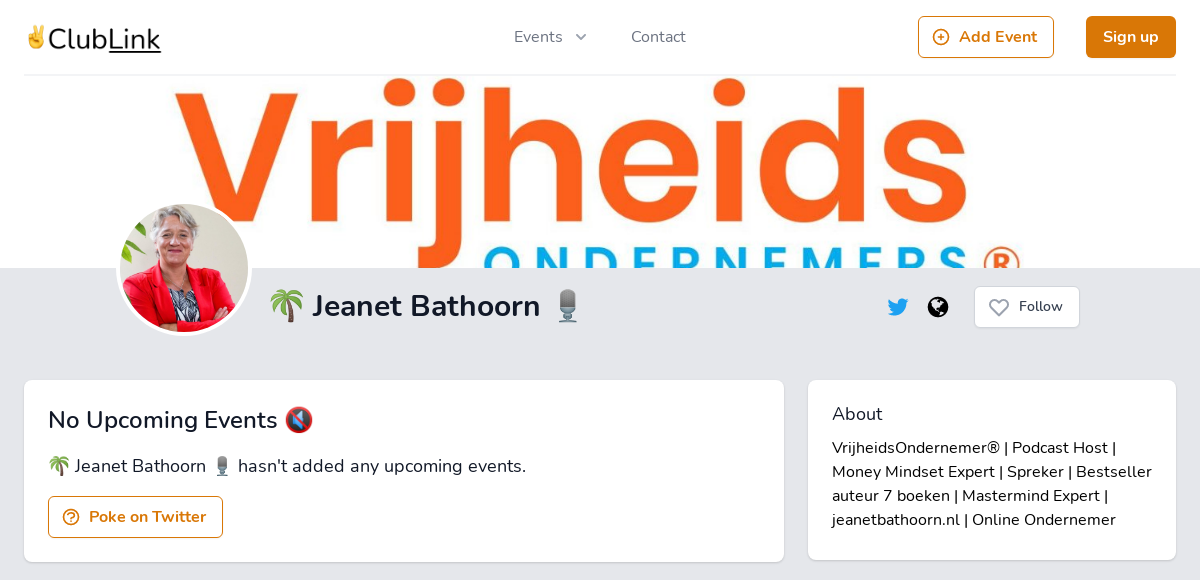 ✌️ClubLink
Events
Contact
Add Event
Sign up
Vrijheids
ONDERNEMERS®
🌴 Jeanet Bathoorn 🎙️
Follow
No Upcoming Events 🔇
🌴 Jeanet Bathoorn 🎙️ hasn't added any upcoming events.
Poke on Twitter
About
VrijheidsOndernemer® | Podcast Host |
Money Mindset Expert | Spreker | Bestseller
auteur 7 boeken | Mastermind Expert |
jeanetbathoorn.nl | Online Ondernemer